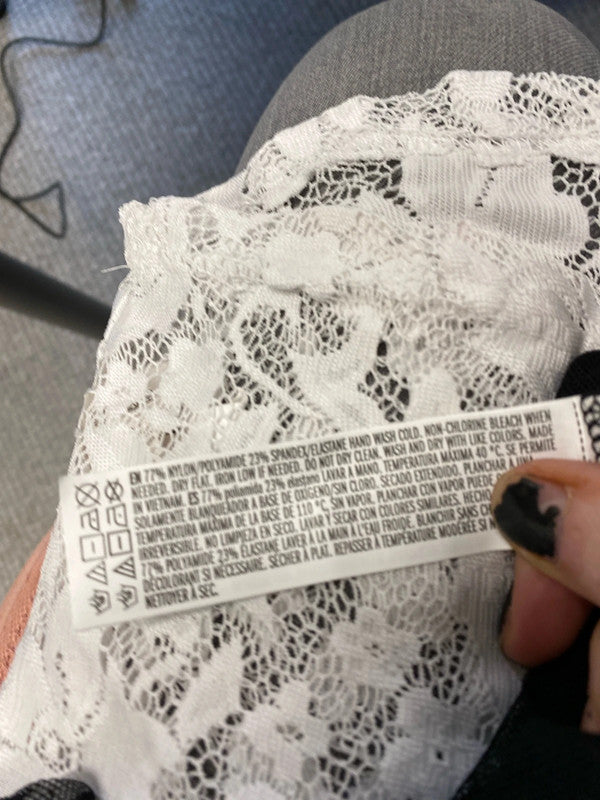 EN 77% NYLON/POLYAMIDE 23% SPANDEX/ELASTANE HAND WASH COLD. NON-CHLORINE BLEACH WHEN
NEEDED. DRY FLAT. IRON LOW IF NEEDED. DO NOT DRY CLEAN. WASH AND DRY WITH LIKE COLORS. MADE
IN VIETNAM. ES 77% poliamida 23% elastano LAVAR A MANO. TEMPERATURA MÁXIMA 40 °C. SE PERMITE
SOLAMENTE BLANQUEADOR A BASE DE OXÍGENO/SIN CLORO. SECADO EXTENDIDO. PLANCHAR A
TEMPERATURA MÁXIMA DE LA BASE DE 110 °C, SIN VAPOR. PLANCHAR CON VAPOR PUEDE
IRREVERSIBLE. NO LIMPIEZA EN SECO. LAVAR Y SECAR CON COLORES SIMILARES. HECHO
77% POLYAMIDE 23% ÉLASTANE LAVER À LA MAIN À L'EAU FROIDE. BLANCHIR SANS
DÉCOLORANT SI NÉCESSAIRE. SÉCHER À PLAT. REPASSER À TEMPÉRATURE MODÉRÉE SI
NETTOYER À SEC.